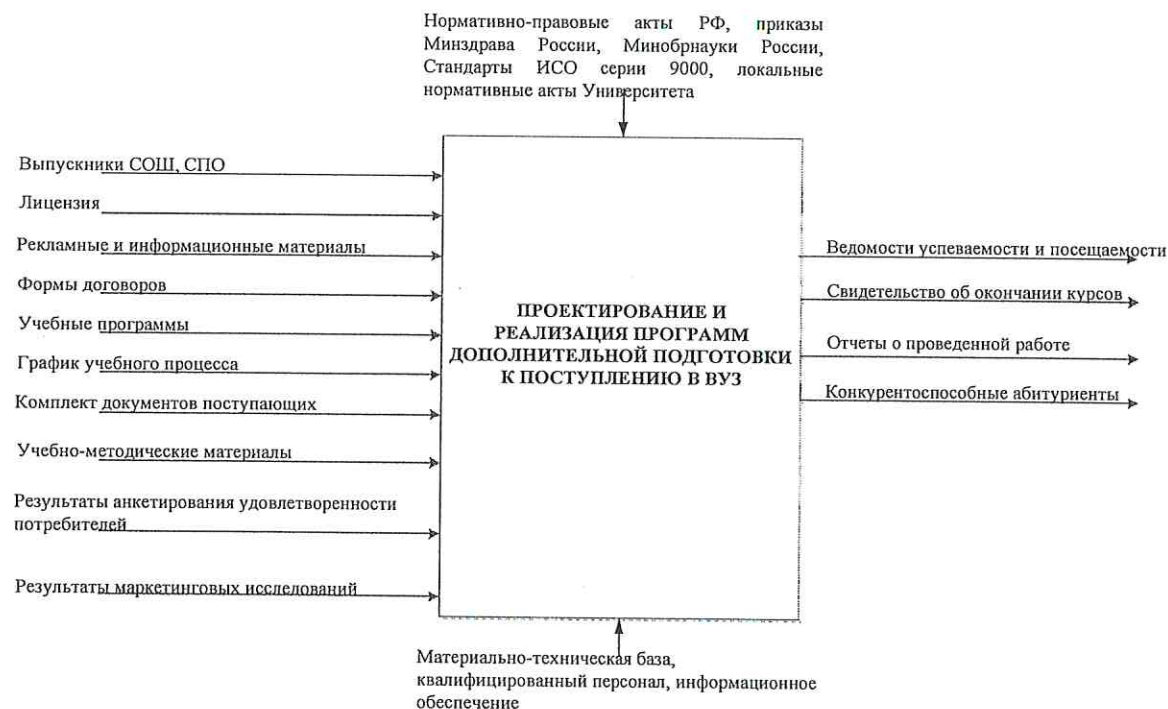 Нормативно-правовые акты РФ, приказы
Минздрава России, Минобрнауки России,
Стандарты ИСО серии 9000, локальные
нормативные акты Университета
Выпускники СОШ, СПО
Лицензия
Рекламные и информационные материалы
Формы договоров
Учебные программы
График учебного процесса
Комплект документов поступающих
Учебно-методические материалы
Результаты анкетирования удовлетворенности
потребителей
Результаты маркетинговых исследований
ПРОЕКТИРОВАНИЕ И
РЕАЛИЗАЦИЯ ПРОГРАММ
ДОПОЛНИТЕЛЬНОЙ ПОДГОТОВКИ
К ПОСТУПЛЕНИЮ В ВУЗ
Ведомости успеваемости и посещаемости
Свидетельство об окончании курсов
Отчеты о проведенной работе
Конкурентоспособные абитуриенты
Материально-техническая база,
квалифицированный персонал, информационное
обеспечение